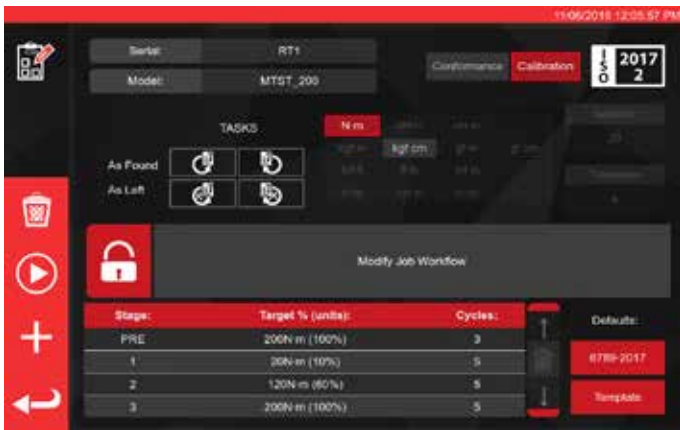 11/06/2018 12:05:57 PM
Serial: RT1
Model: MTST_200
Conformance Calibration
ISO 2017 2
TASKS
N·m
kgf·cm
As Found
As Left
Modify Job Workflow
Stage: Target % (units): Cycles:
PRE 200N·m (100%) 3
1 20N·m (10%) 5
2 120N·m (60%) 5
3 200N·m (100%) 5
Defaults:
6789-2017
Template